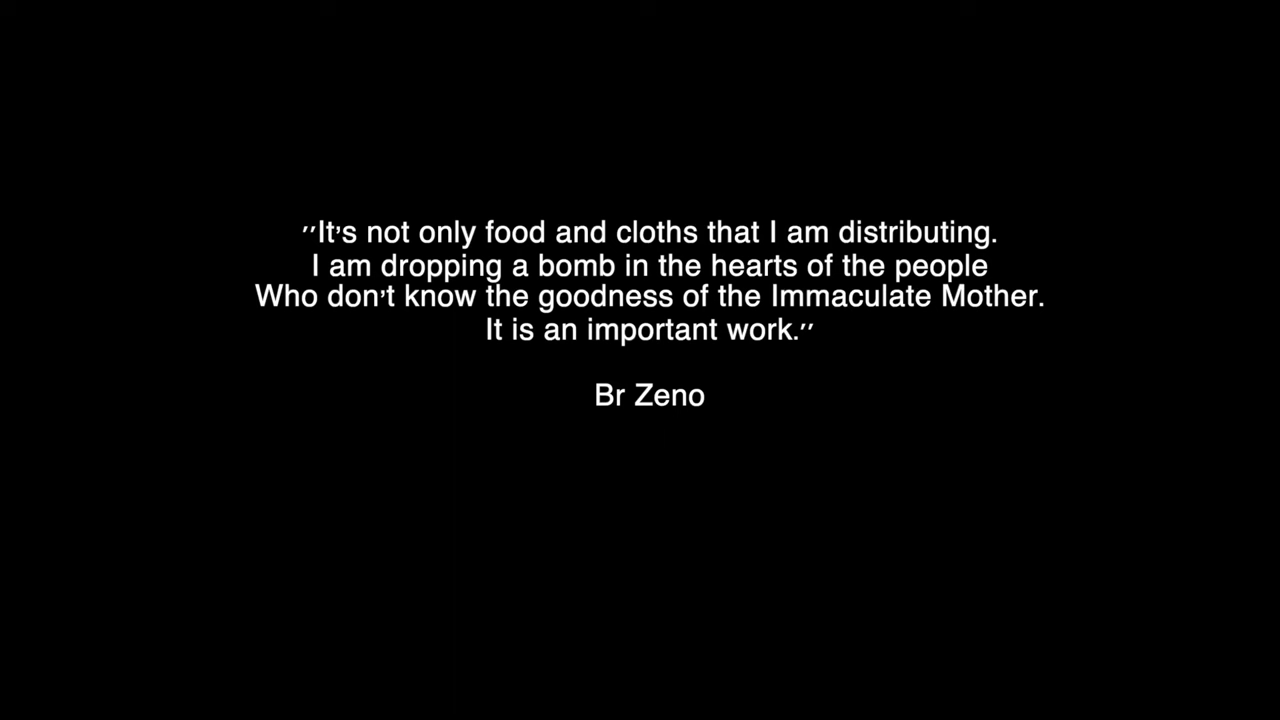 "It's not only food and cloths that I am distributing.
I am dropping a bomb in the hearts of the people
Who don't know the goodness of the Immaculate Mother.
It is an important work."
Br Zeno